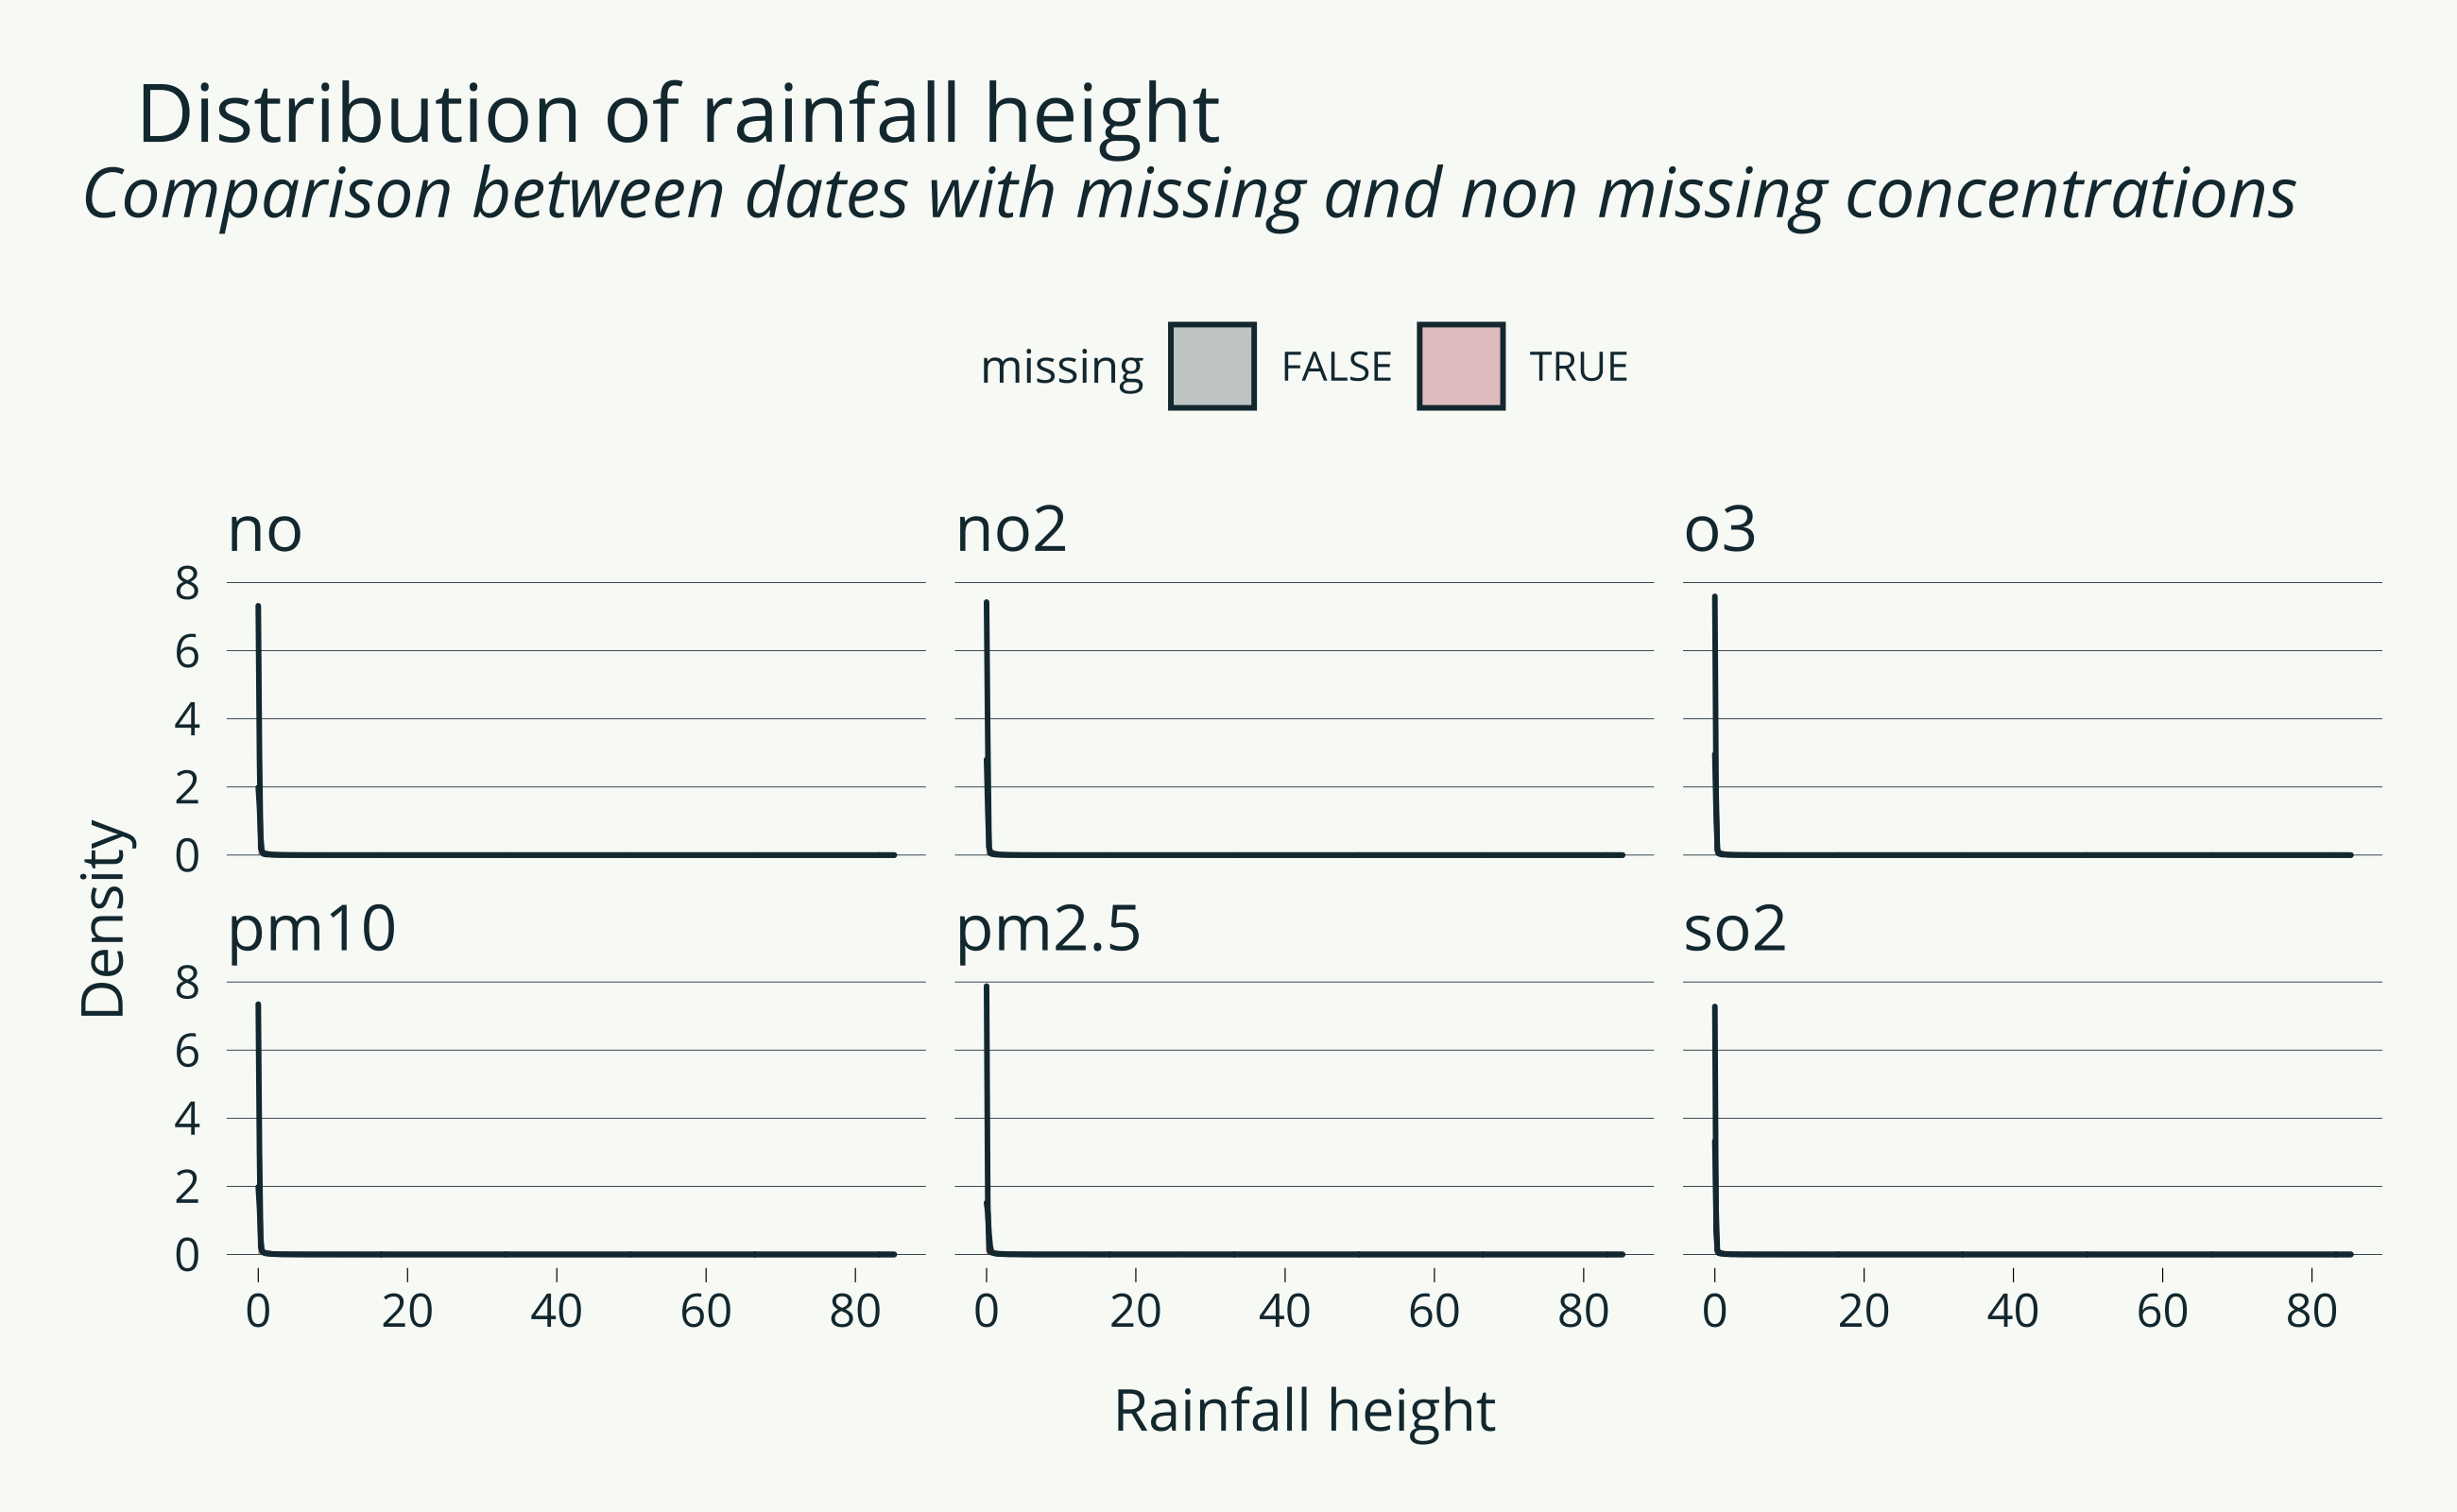 Distribution of rainfall height
Comparison between dates with missing and non missing concentrations
missing FALSE TRUE
no no2 o3
8
6
4
2
0
Density
pm10 pm2.5 so2
8
6
4
2
0
0 20 40 60 80 0 20 40 60 80 0 20 40 60 80
Rainfall height